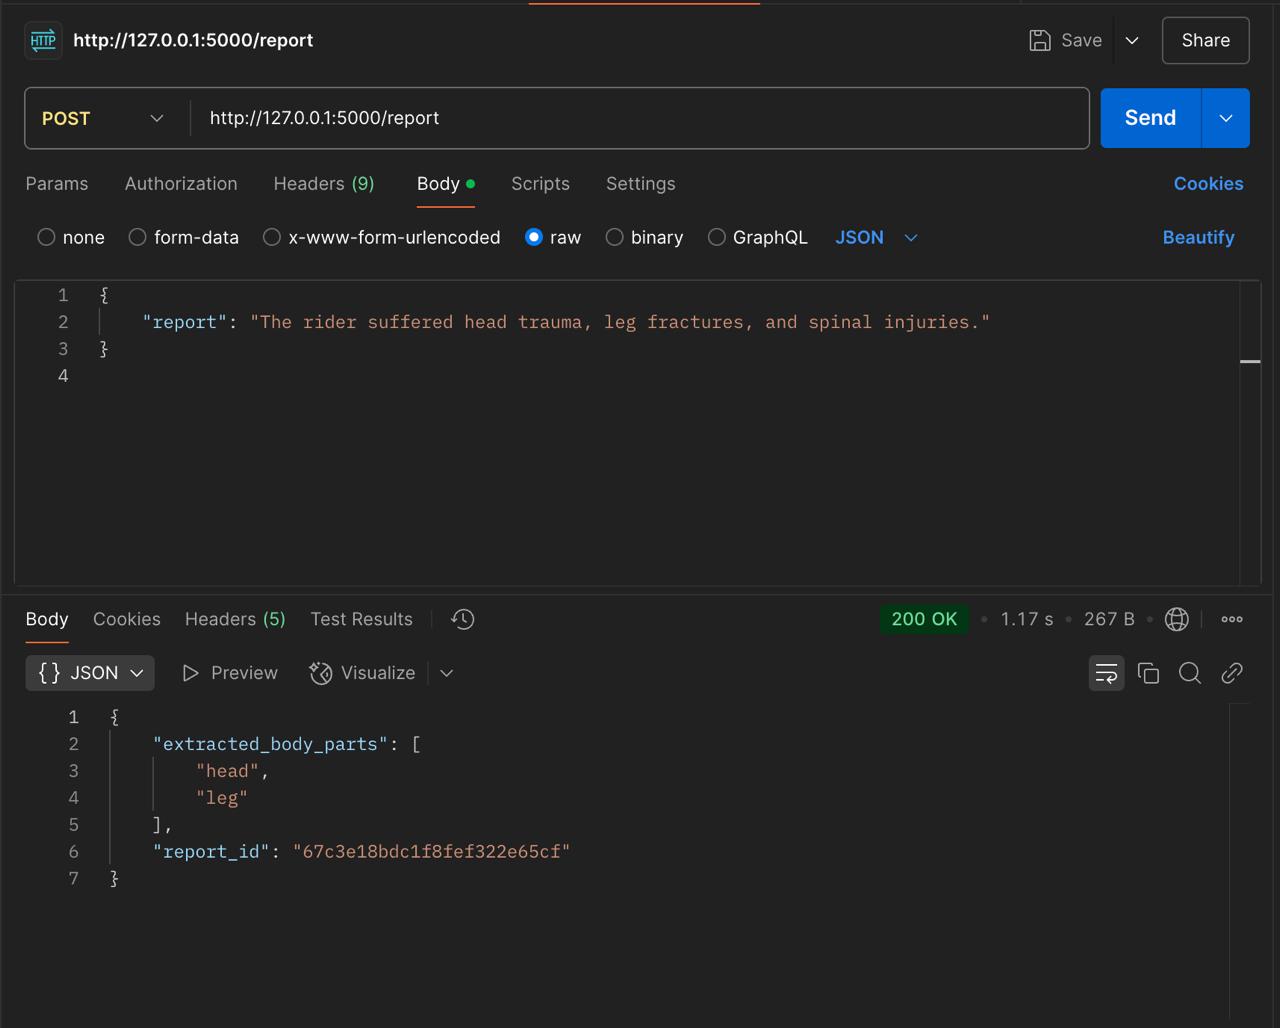 HTTP http://127.0.0.1:5000/report Save Share
POST http://127.0.0.1:5000/report Send
Params Authorization Headers (9) Body Scripts Settings Cookies
none form-data x-www-form-urlencoded raw binary GraphQL JSON Beautify
1 {
2 "report": "The rider suffered head trauma, leg fractures, and spinal injuries."
3 }
4
Body Cookies Headers (5) Test Results 200 OK • 1.17 s • 267 B •
{} JSON Preview Visualize
1 {
2 "extracted_body_parts": [
3 "head",
4 "leg"
5 ],
6 "report_id": "67c3e18bdc1f8fef322e65cf"
7 }